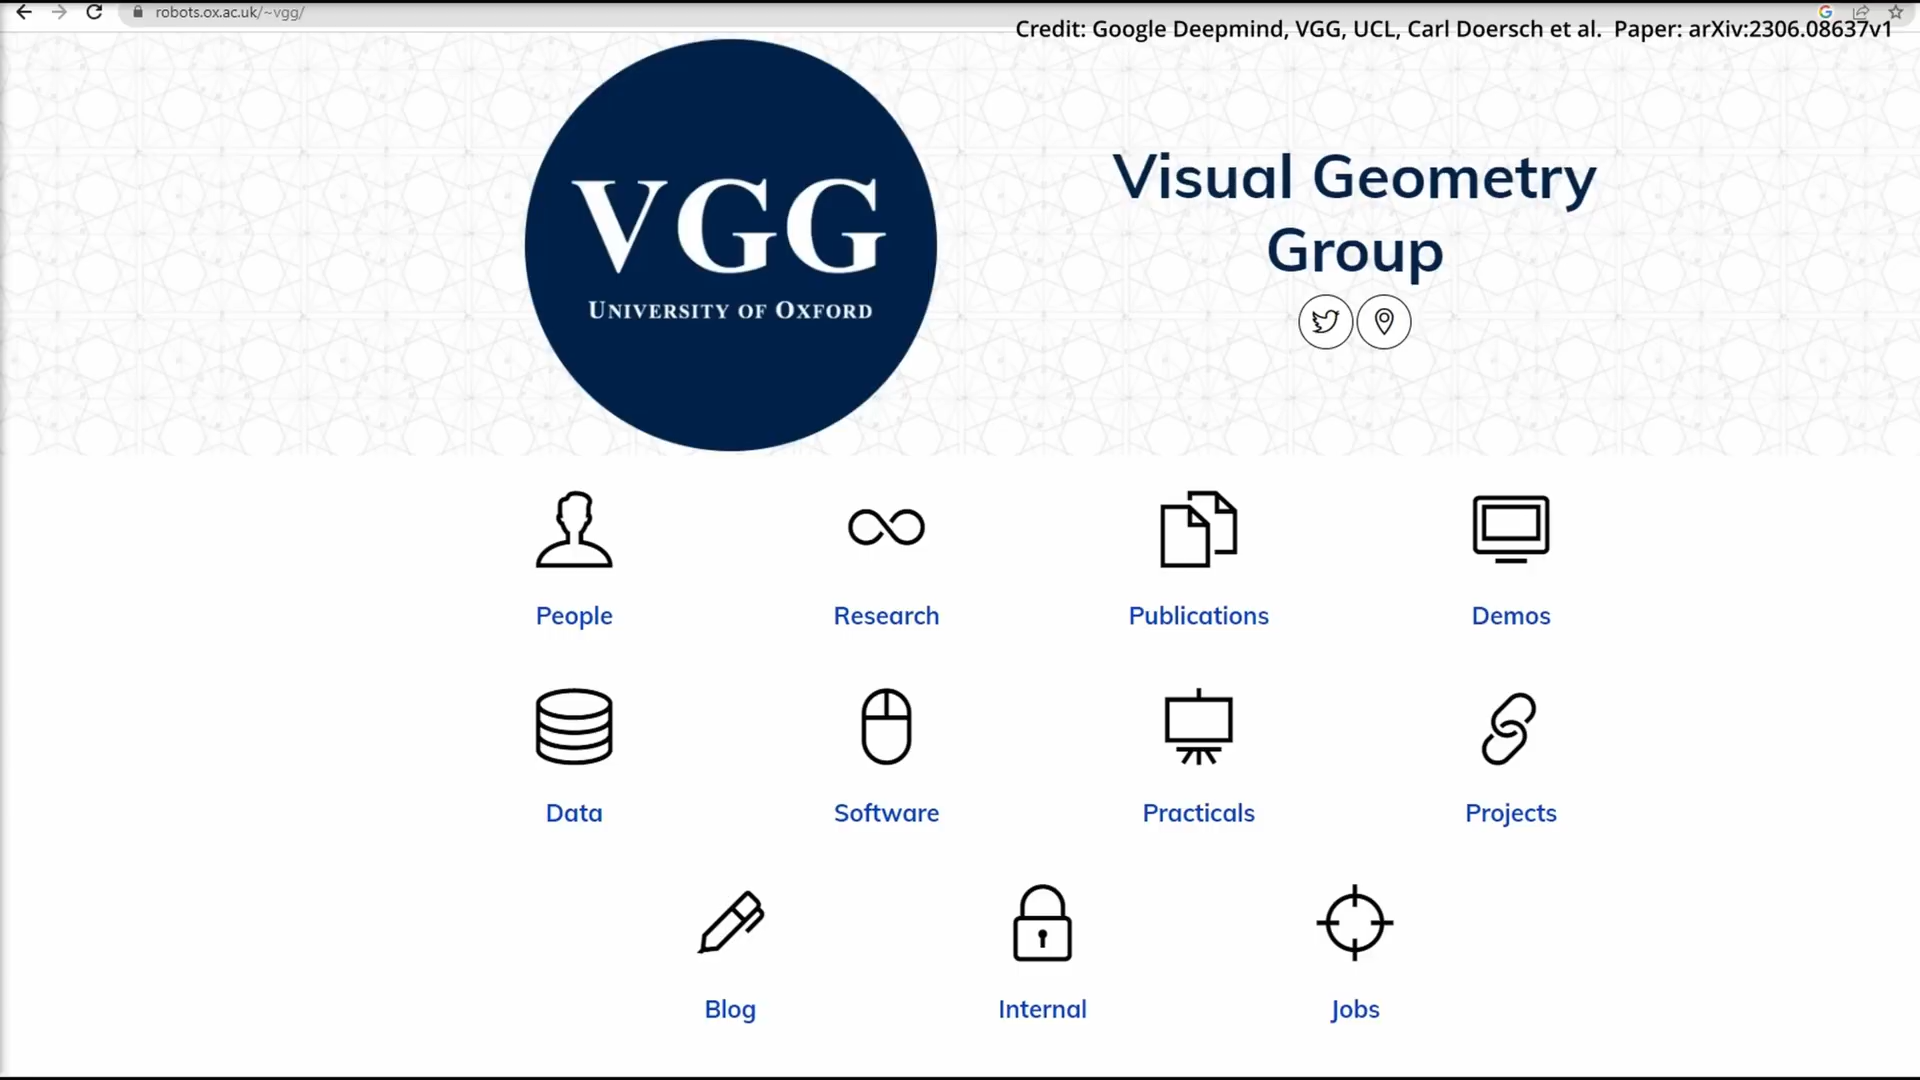 robots.ox.ac.uk/~vgg/
Credit: Google Deepmind, VGG, UCL, Carl Doersch et al. Paper: arXiv:2306.08637v1
VGG
UNIVERSITY OF OXFORD
Visual Geometry
Group
People
Research
Publications
Demos
Data
Software
Practicals
Projects
Blog
Internal
Jobs